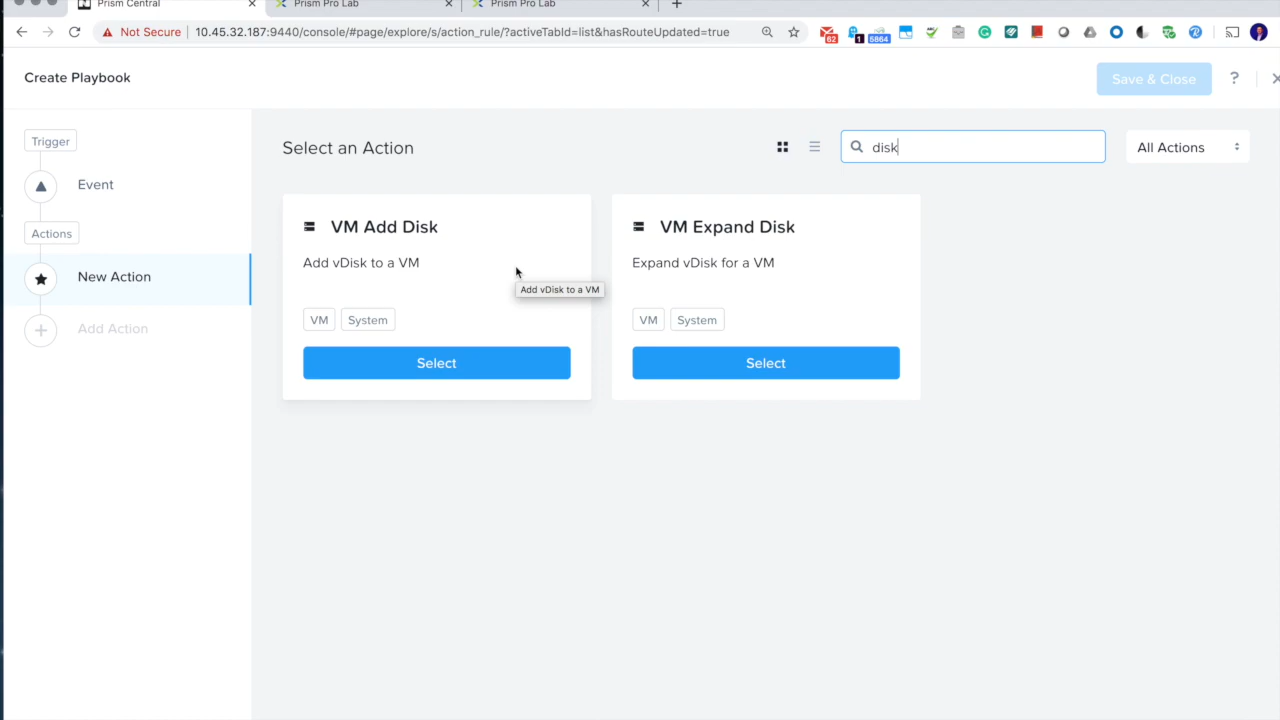 Prism Central
Prism Pro Lab
Prism Pro Lab
Not Secure
10.45.32.187:9440/console/#page/explore/s/action_rule/?activeTabId=list&hasRouteUpdated=true
62
1
5864
Create Playbook
Save & Close
?
Trigger
Event
Actions
New Action
Add Action
Select an Action
disk
All Actions
VM Add Disk
Add vDisk to a VM
Add vDisk to a VM
VM
System
Select
VM Expand Disk
Expand vDisk for a VM
VM
System
Select